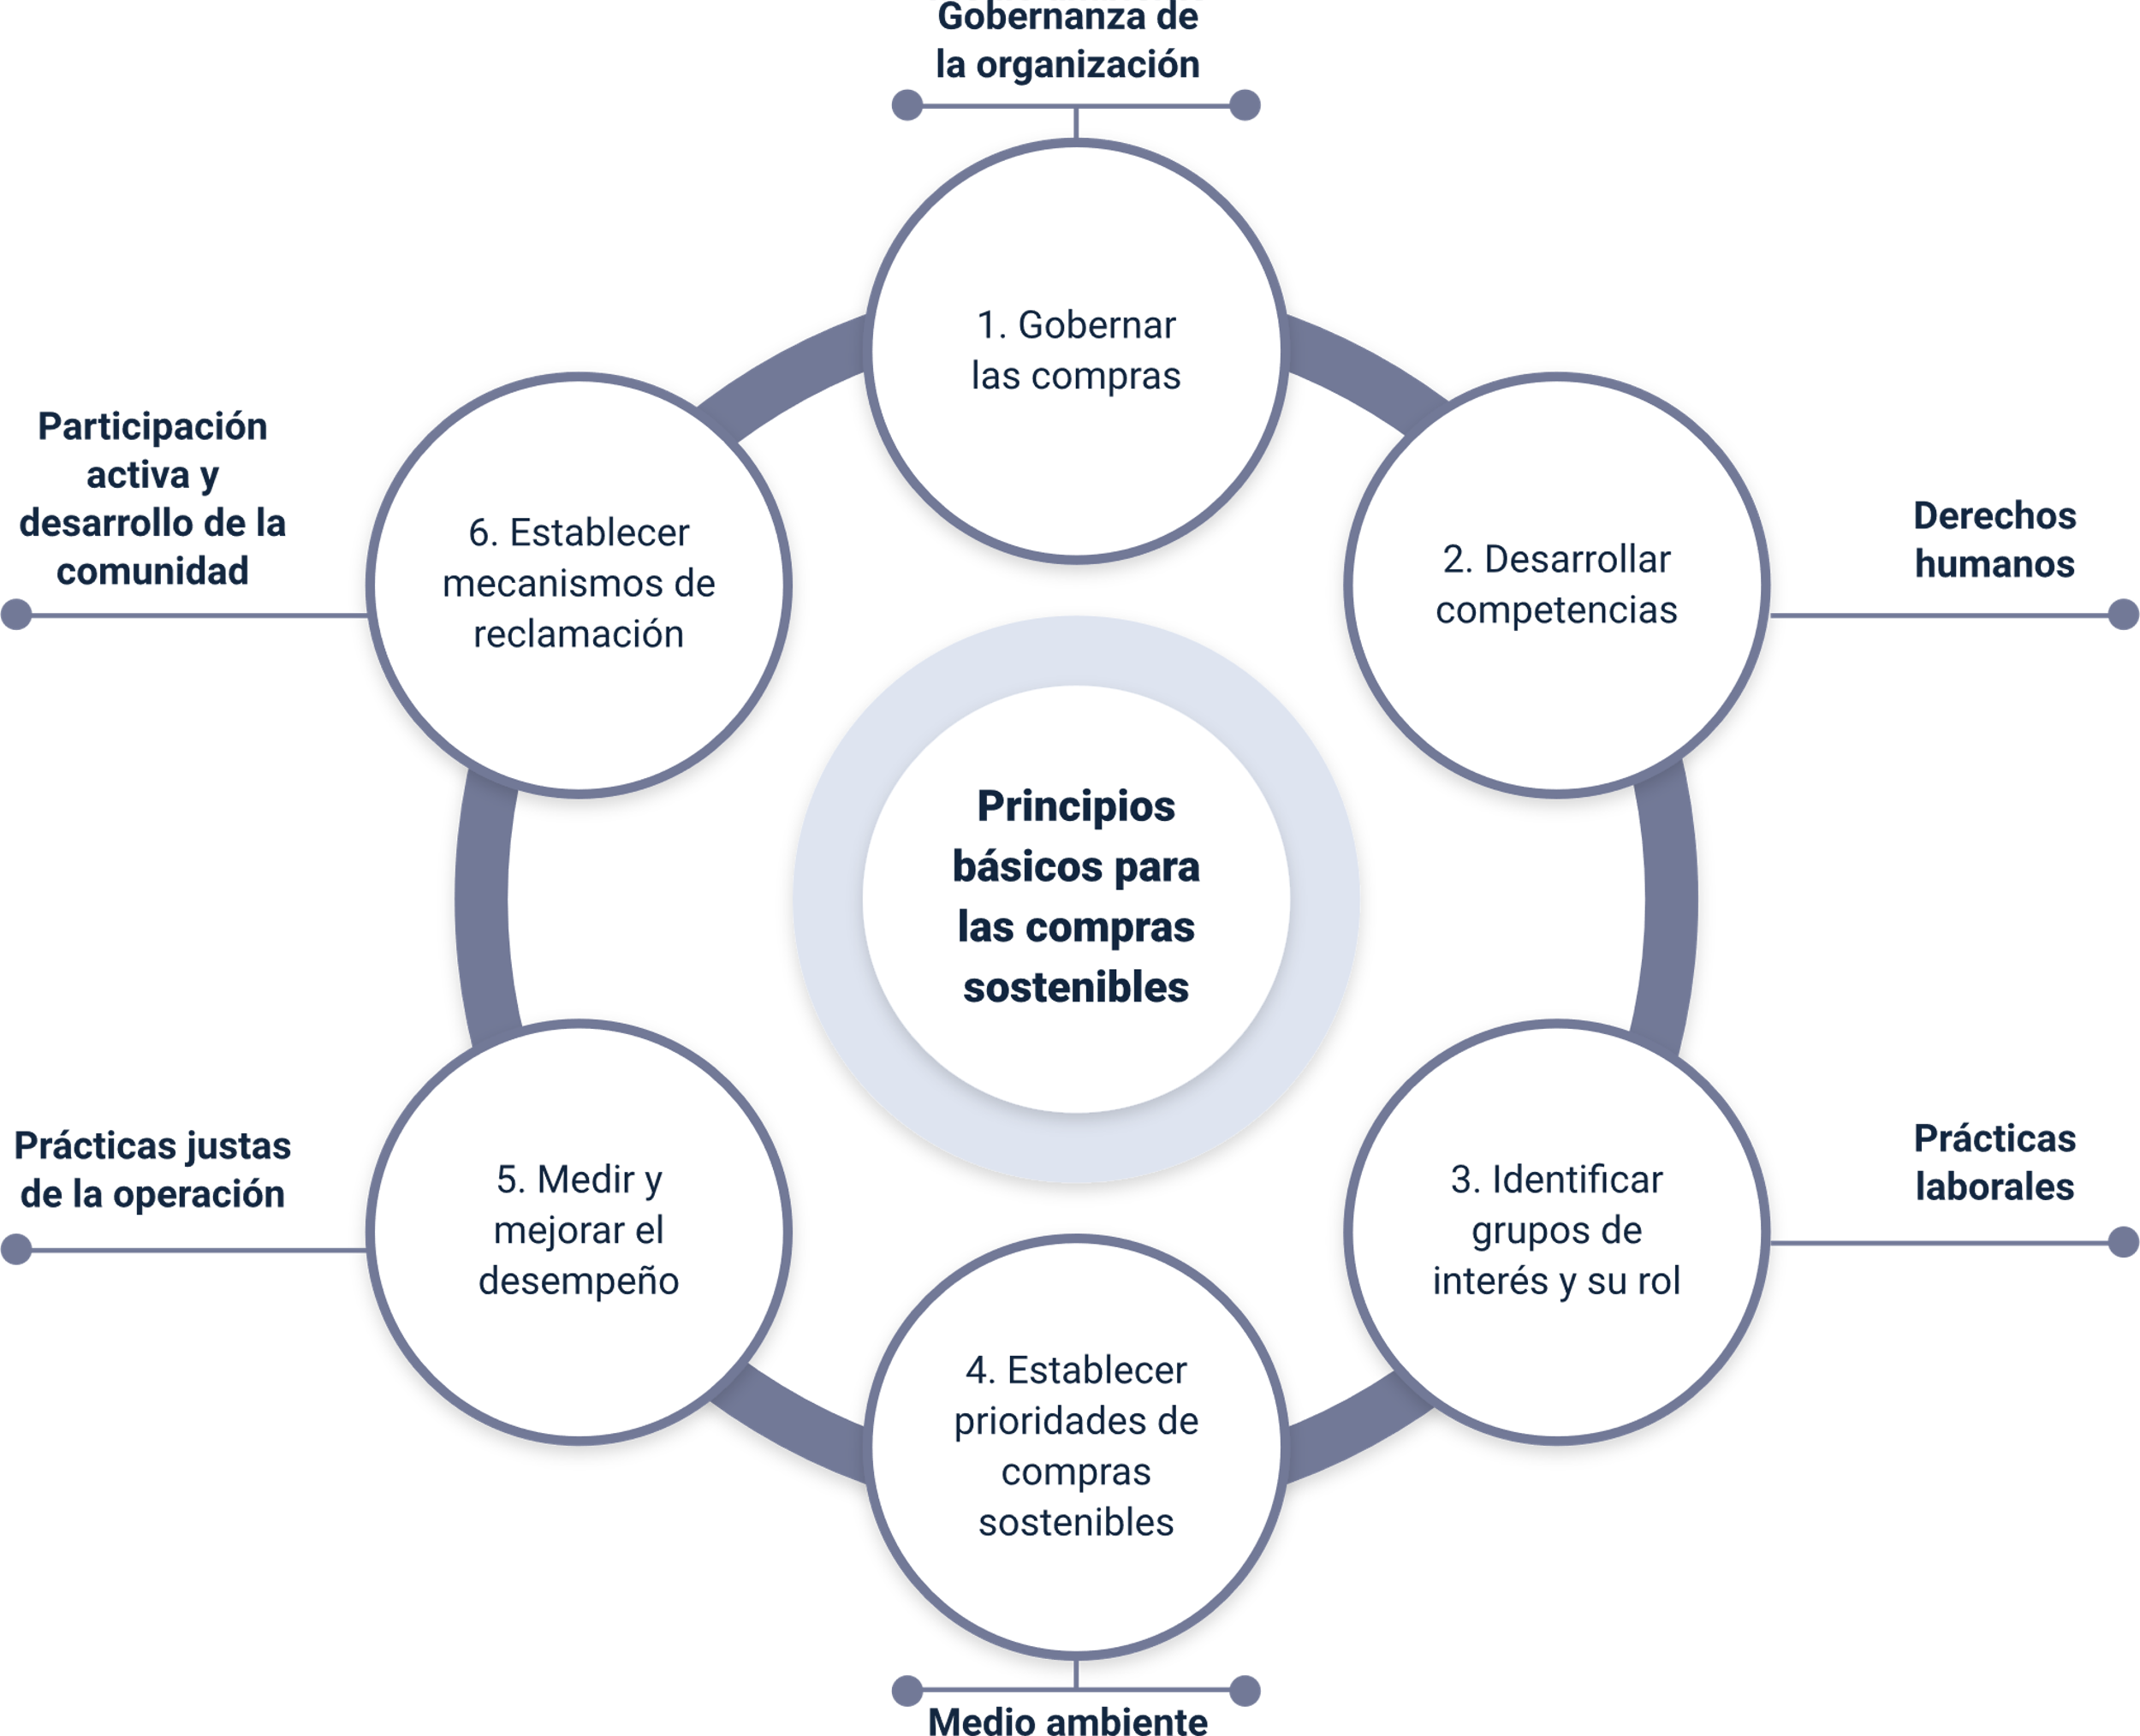 Gobernanza de
la organización
1. Gobernar
las compras
2. Desarrollar
competencias
Derechos
humanos
3. Identificar
grupos de
interés y su rol
Prácticas
laborales
4. Establecer
prioridades de
compras
sostenibles
Medio ambiente
5. Medir y
mejorar el
desempeño
Prácticas justas
de la operación
6. Establecer
mecanismos de
reclamación
Participación
activa y
desarrollo de la
comunidad
Principios
básicos para
las compras
sostenibles